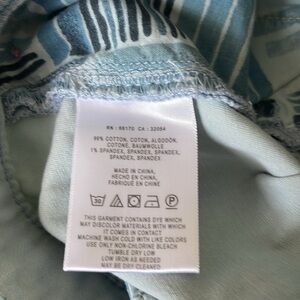 RN : 55170 CA : 32054
99% COTTON, COTON, ALGODÓN,
COTONE, BAUMWOLLE
1% SPANDEX, SPANDEX, SPANDEX,
SPANDEX, SPANDEX
MADE IN CHINA,
HECHO EN CHINA,
FABRIQUÉ EN CHINE
30 P
THIS GARMENT CONTAINS DYE WHICH
MAY DISCOLOR MATERIALS WITH WHICH
IT COMES IN CONTACT
MACHINE WASH COLD WITH LIKE COLORS
USE ONLY NON-CHLORINE BLEACH
TUMBLE DRY LOW
LOW IRON AS NEEDED
MAY BE DRY CLEANED